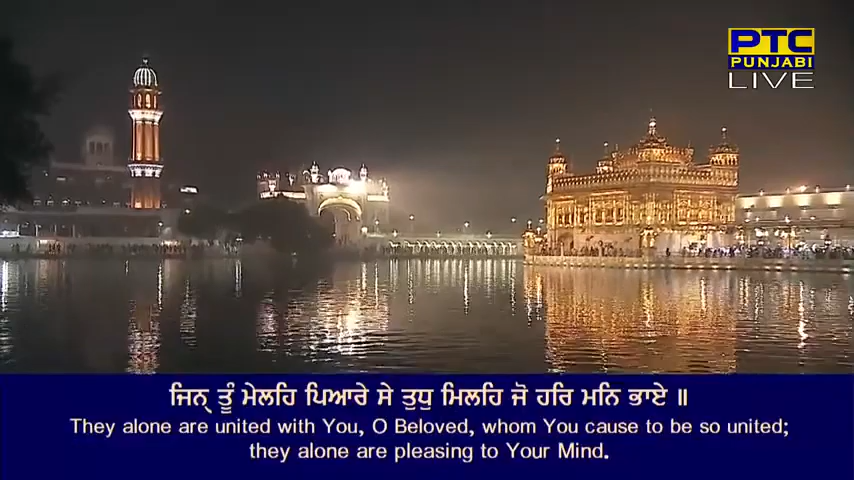 PTC
PUNJABI
LIVE
ਜਿਨ੍ ਤੂੰ ਮੇਲਹਿ ਪਿਆਰੇ ਸੇ ਤੁਧੁ ਮਿਲਹਿ ਜੋ ਹਰਿ ਮਨਿ ਭਾਏ ॥
They alone are united with You, O Beloved, whom You cause to be so united;
they alone are pleasing to Your Mind.